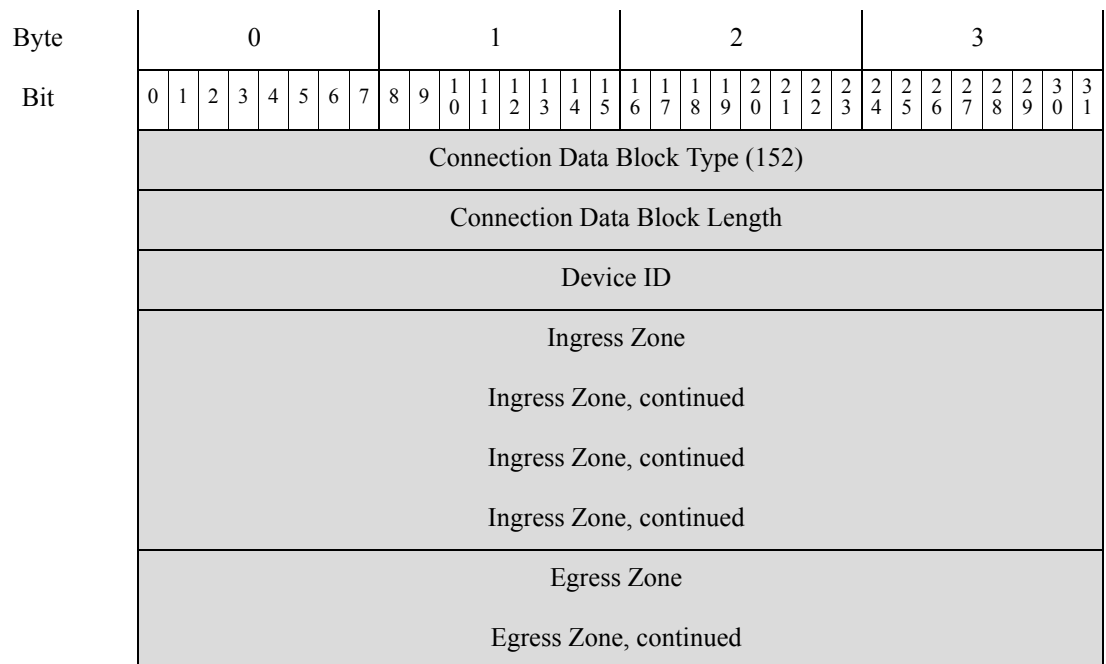 Byte 0 1 2 3
Bit 0 1 2 3 4 5 6 7 8 9 10 11 12 13 14 15 16 17 18 19 20 21 22 23 24 25 26 27 28 29 30 31
Connection Data Block Type (152)
Connection Data Block Length
Device ID
Ingress Zone
Ingress Zone, continued
Ingress Zone, continued
Ingress Zone, continued
Egress Zone
Egress Zone, continued